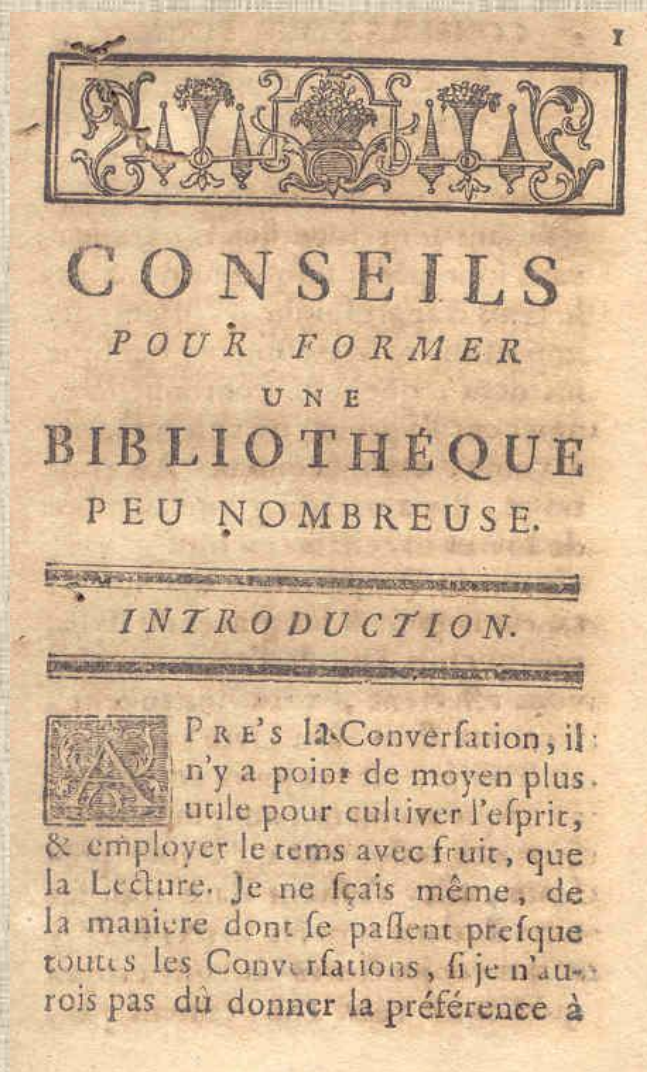 I
CONSEILS
POUR FORMER
UNE
BIBLIOTHÉQUE
PEU NOMBREUSE.
INTRODUCTION.
APRE'S la Converſation, il
n'y a point de moyen plus
utile pour cultiver l'eſprit,
& employer le tems avec fruit, que
la Lecture. Je ne ſçais même, de
la maniere dont ſe paſſent preſque
toutes les Converſations, ſi je n'au-
rois pas dû donner la préférence à